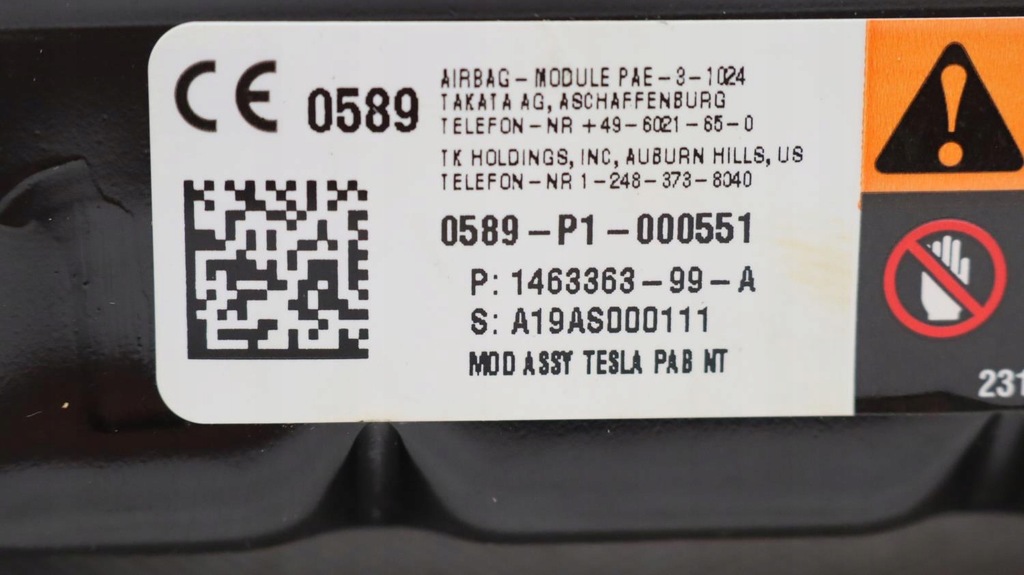 CE 0589
AIRBAG-MODULE PAE-3-1024
TAKATA AG, ASCHAFFENBURG
TELEFON-NR +49-6021-65-0
TK HOLDINGS, INC, AUBURN HILLS, US
TELEFON-NR 1-248-373-8040
0589-P1-000551
P: 1463363-99-A
S: A19AS000111
MOD ASSY TESLA PAB NT
231